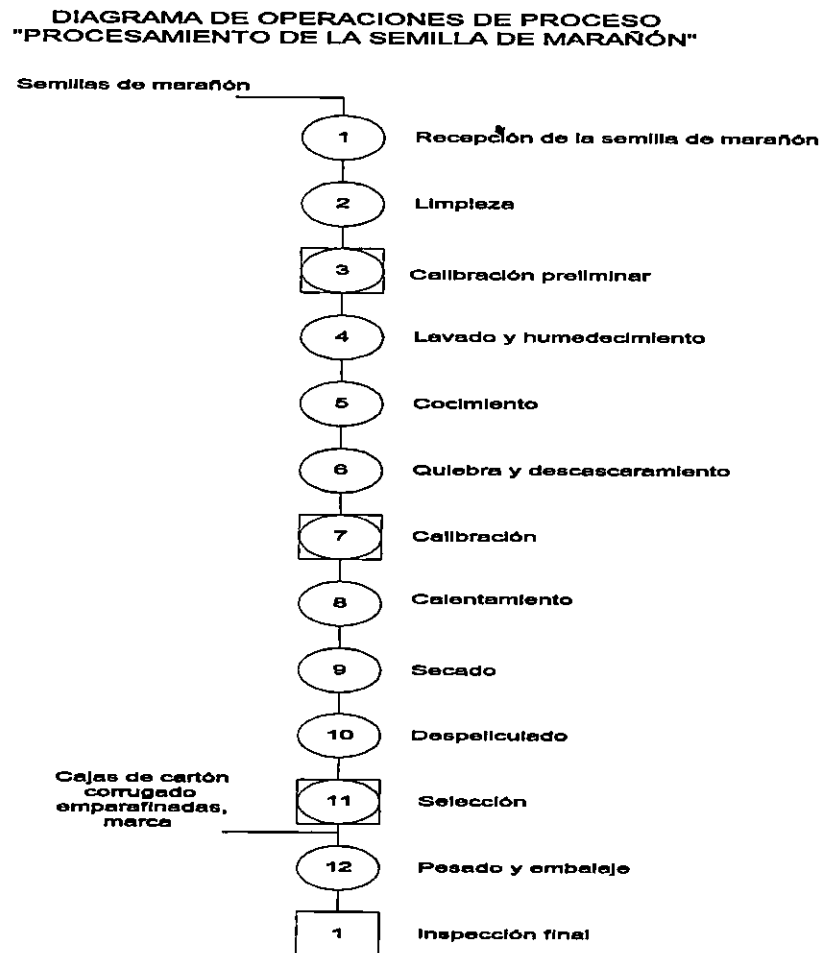 DIAGRAMA DE OPERACIONES DE PROCESO
"PROCESAMIENTO DE LA SEMILLA DE MARAÑÓN"
Semillas de marañón
1 Recepción de la semilla de marañón
2 Limpieza
3 Calibración preliminar
4 Lavado y humedecimiento
5 Cocimiento
6 Quiebra y descascaramiento
7 Calibración
8 Calentamiento
9 Secado
10 Despeliculado
Cajas de cartón
corrugado
emparafinadas,
marca
11 Selección
12 Pesado y embalaje
1 Inspección final